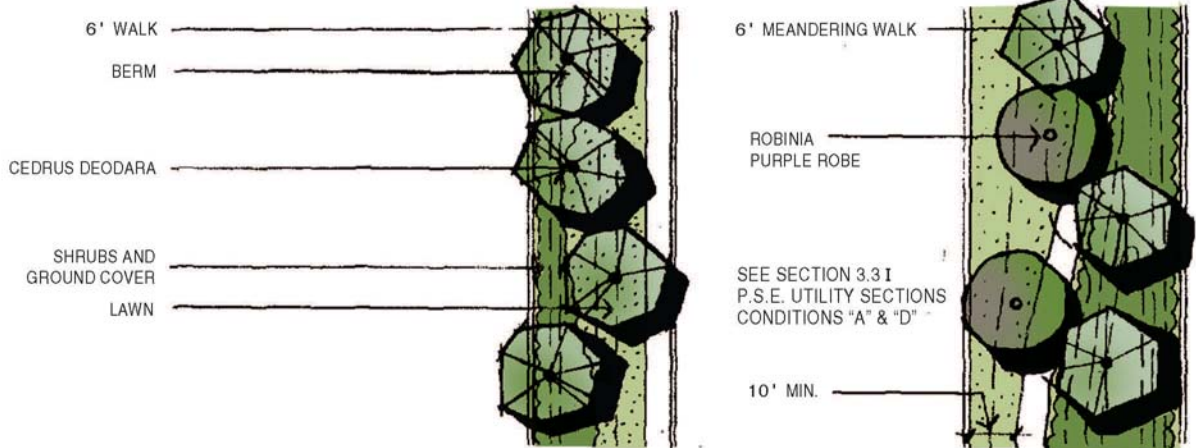 6' WALK
BERM
CEDRUS DEODARA
SHRUBS AND
GROUND COVER
LAWN
6' MEANDERING WALK
ROBINIA
PURPLE ROBE
SEE SECTION 3.3 I
P.S.E. UTILITY SECTIONS
CONDITIONS “A” & “D”
10' MIN.